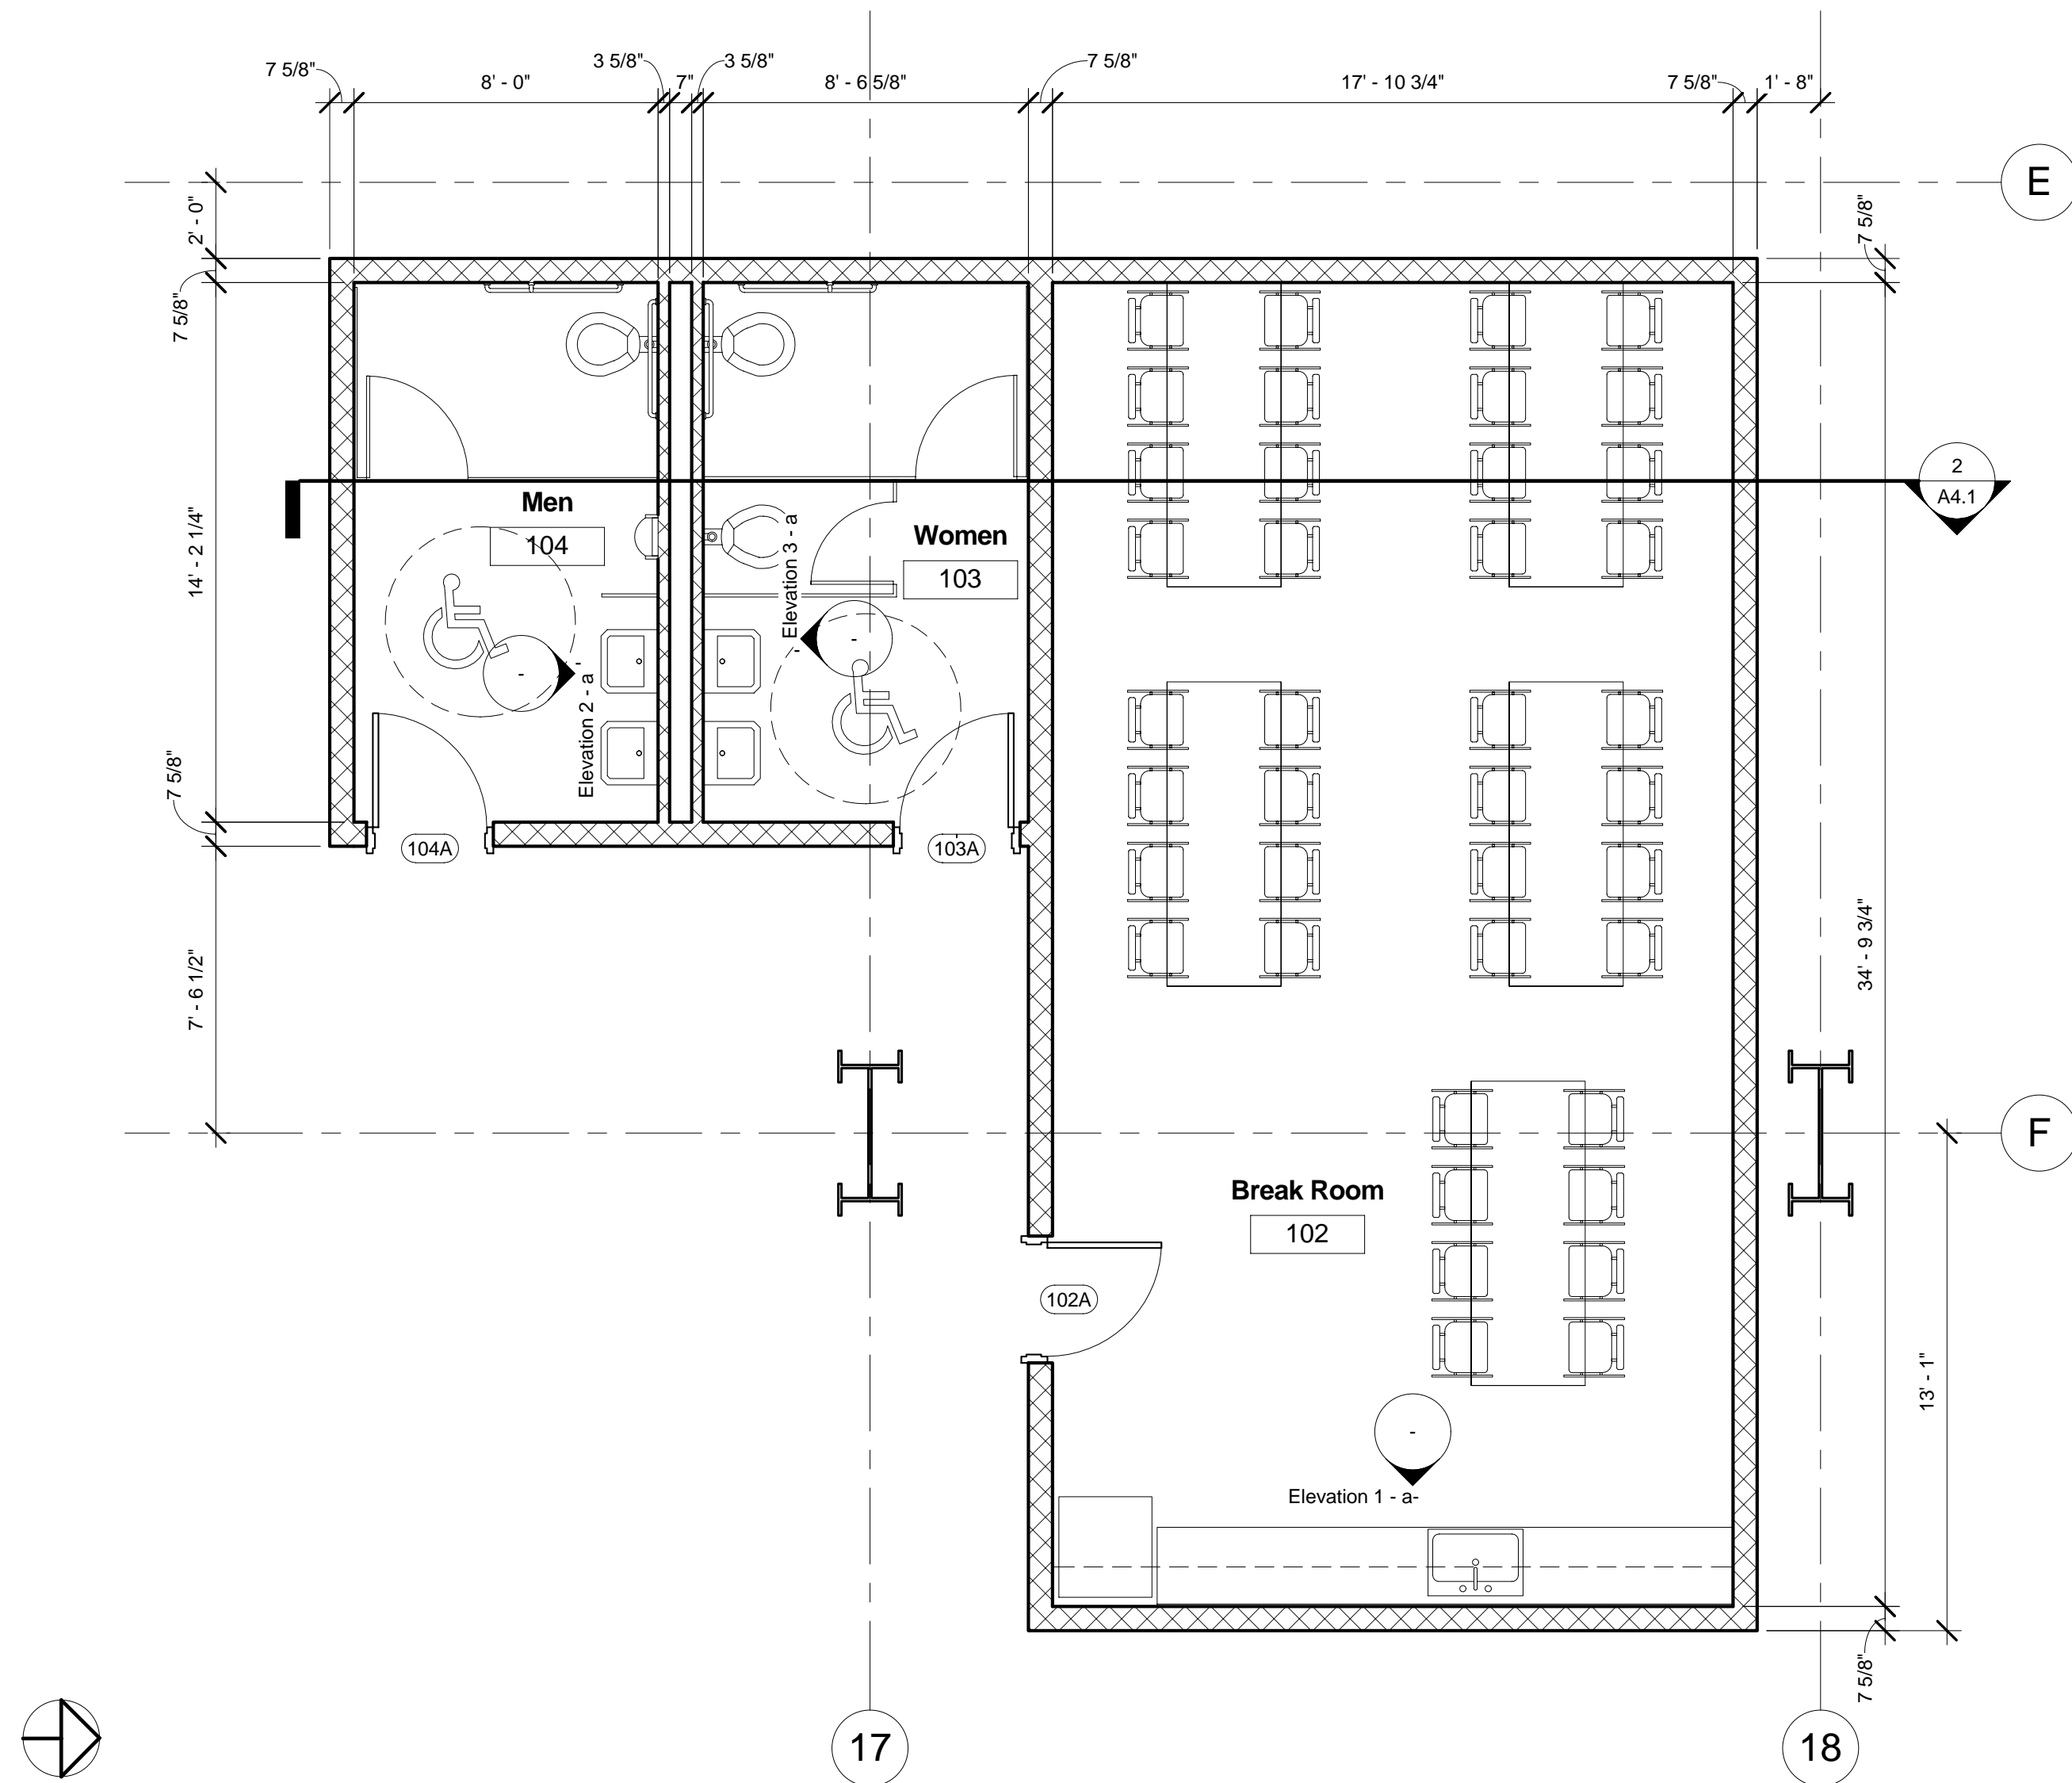 7 5/8"
8' - 0"
3 5/8"
7"
3 5/8"
8' - 6 5/8"
7 5/8"
17' - 10 3/4"
7 5/8"
1' - 8"
E
2' - 0"
7 5/8"
7 5/8"
14' - 2 1/4"
Men
104
Women
103
2
A4.1
Elevation 3 - a
-
-
-
Elevation 2 - a
-
7 5/8"
104A
103A
7' - 6 1/2"
34' - 9 3/4"
F
Break Room
102
102A
13' - 1"
-
Elevation 1 - a-
7 5/8"
17
18